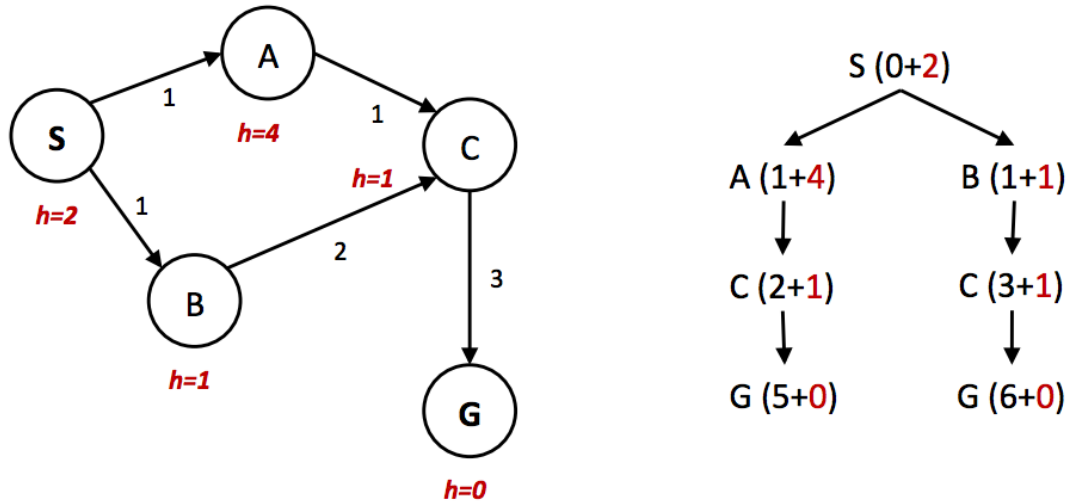 A
1
h=4
1
S
h=2
C
h=1
1
2
B
h=1
3
G
h=0
S (0+2)
A (1+4) B (1+1)
C (2+1) C (3+1)
G (5+0) G (6+0)